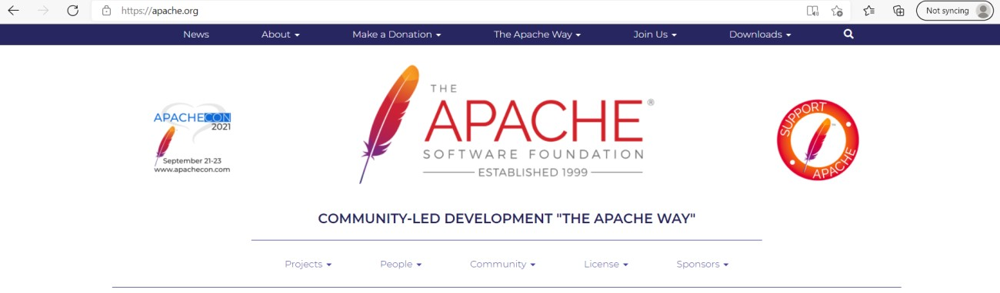 https://apache.org
Not syncing
News About Make a Donation The Apache Way Join Us Downloads
APACHECON
2021
September 21-23
www.apachecon.com
THE
APACHE®
SOFTWARE FOUNDATION
ESTABLISHED 1999
SUPPORT
APACHE
COMMUNITY-LED DEVELOPMENT "THE APACHE WAY"
Projects People Community License Sponsors